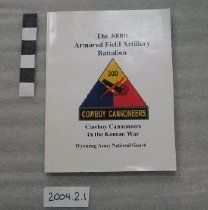 The 300th
Armored Field Artillery
Battalion
300
COWBOY CANNONEERS
Cowboy Cannoneers
in the Korean War
Wyoming Army National Guard
2004.2.1